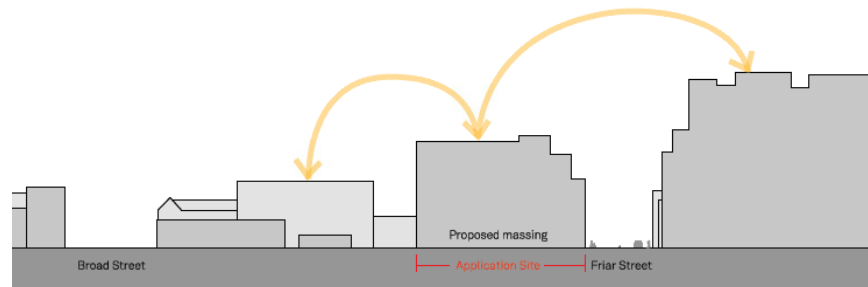 Proposed massing
Broad Street
Application Site
Friar Street